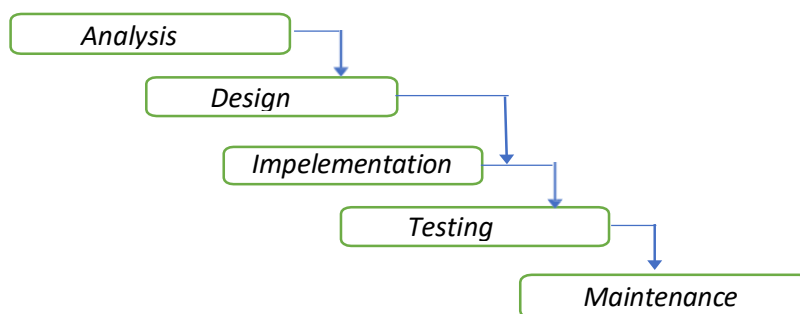 Analysis
Design
Impelementation
Testing
Maintenance